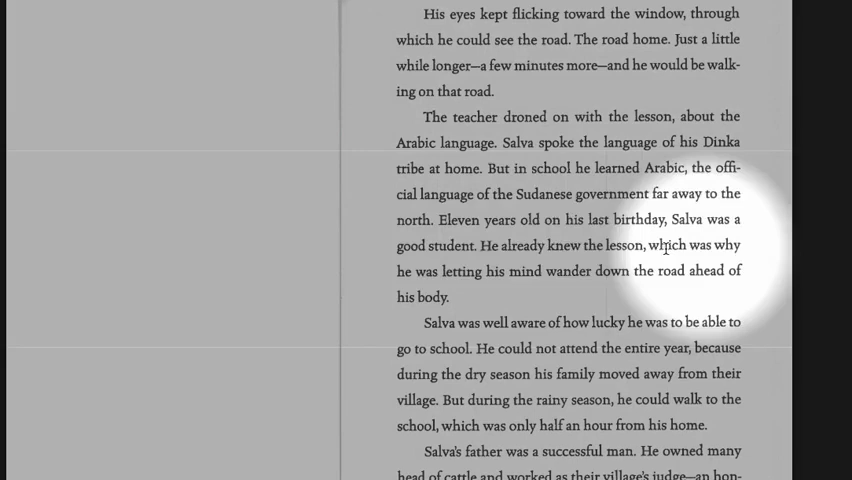 His eyes kept flicking toward the window, through
which he could see the road. The road home. Just a little
while longer—a few minutes more—and he would be walk-
ing on that road.
The teacher droned on with the lesson, about the
Arabic language. Salva spoke the language of his Dinka
tribe at home. But in school he learned Arabic, the offi-
cial language of the Sudanese government far away to the
north. Eleven years old on his last birthday, Salva was a
good student. He already knew the lesson, which was why
he was letting his mind wander down the road ahead of
his body.
Salva was well aware of how lucky he was to be able to
go to school. He could not attend the entire year, because
during the dry season his family moved away from their
village. But during the rainy season, he could walk to the
school, which was only half an hour from his home.
Salva's father was a successful man. He owned many
head of cattle and worked as their village's judge—an hon-